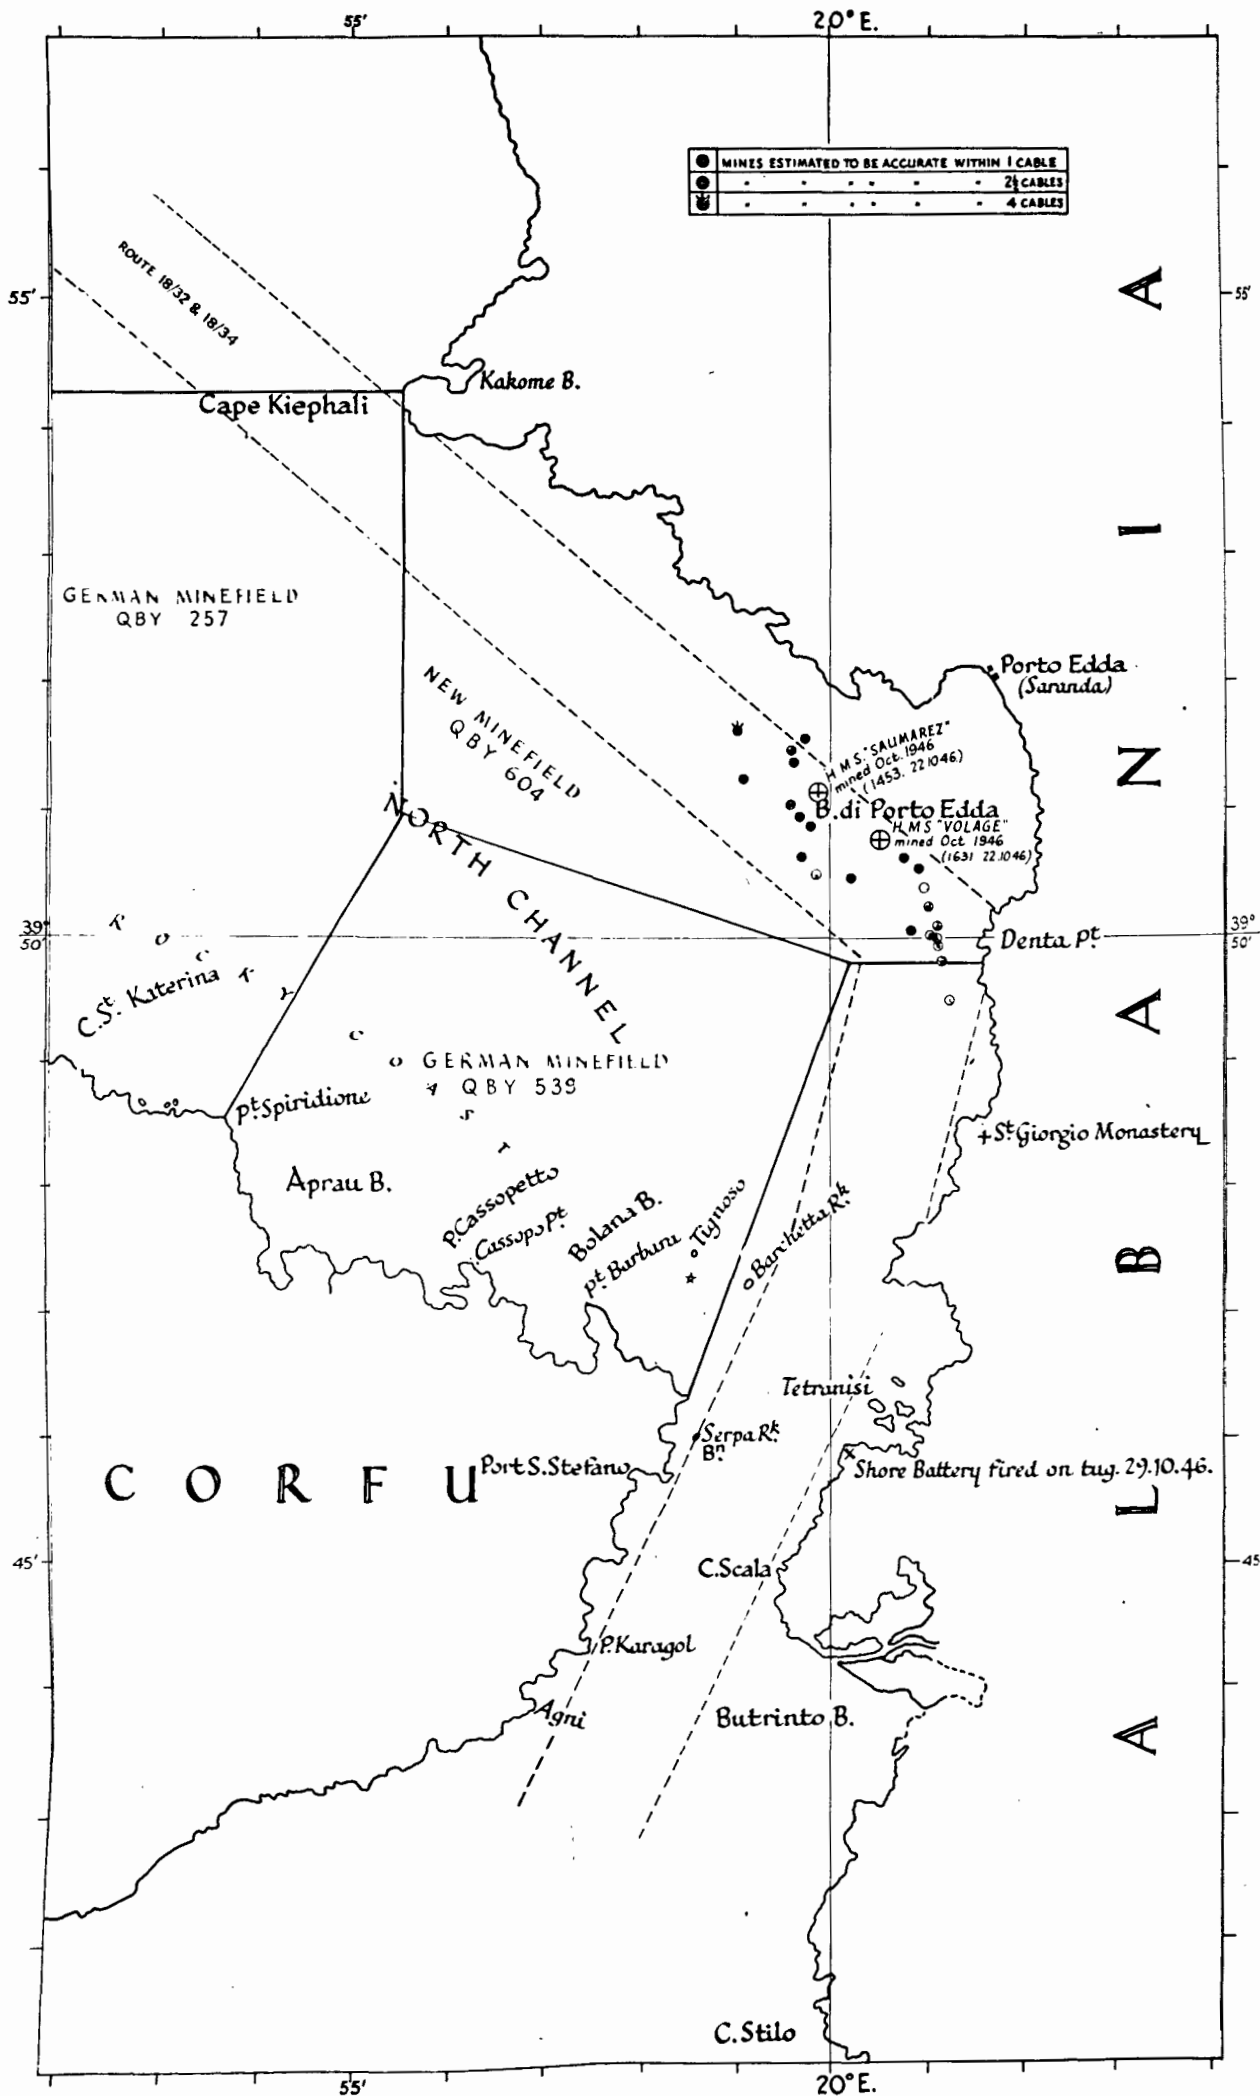 55'
20°E.
MINES ESTIMATED TO BE ACCURATE WITHIN 1 CABLE
" " " " " " 2½ CABLES
" " " " " " 4 CABLES
ROUTE 18/32 & 18/34
55'
55'
Kakome B.
Cape Kiephali
GERMAN MINEFIELD
QBY 257
NEW MINEFIELD
QBY 604
Porto Edda
(Saranda)
H.M.S. "SAUMAREZ"
mined Oct. 1946
(1453. 22.10.46.)
B. di Porto Edda
H.M.S "VOLAGE"
mined Oct 1946
(1631 22.10.46)
NORTH CHANNEL
39°
50'
39°
50'
Denta Pt.
ROCKY COAST
C. St. Katerina
GERMAN MINEFIELD
QBY 539
pt. Spiridione
+ St. Giorgio Monastery
Aprau B.
P. Cassopetto
Cassopo Pt.
Bolana B.
pt. Barbara
Tignoso
Barchetta Rk.
Tetranisi
Serpa Rk.
Bn.
Port S. Stefano
x Shore Battery fired on tug. 29.10.46.
CORFU
ALBANIA
45'
45'
C. Scala
P. Karagol
Agni
Butrinto B.
C. Stilo
55'
20°E.